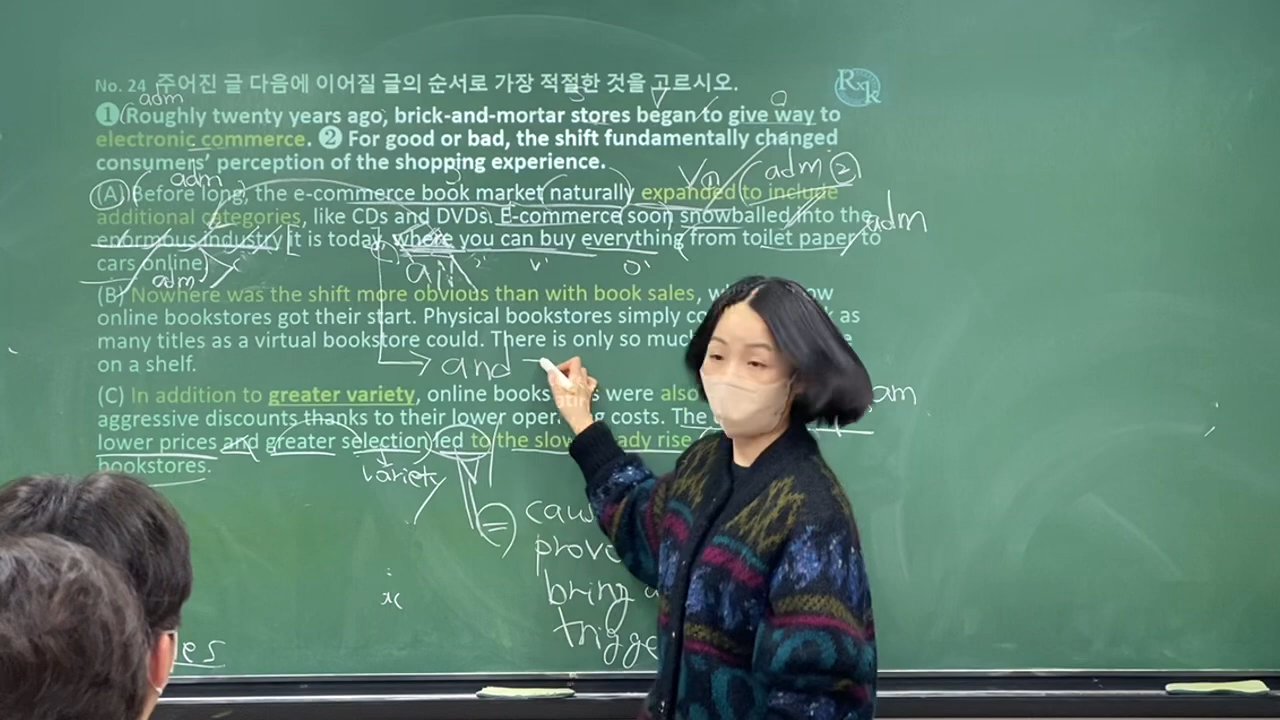 No. 24 주어진 글 다음에 이어질 글의 순서로 가장 적절한 것을 고르시오.
RxK
adm
❶(Roughly twenty years ago, brick-and-mortar stores began to give way to
electronic commerce. ❷ For good or bad, the shift fundamentally changed
consumers' perception of the shopping experience.
adm
adm ②
(A) Before long, the e-commerce book market naturally expanded to include
additional categories, like CDs and DVDs. E-commerce soon snowballed into the
adm
enormous industry it is today, where you can buy everything from toilet paper to
cars online.
adm
(B) Nowhere was the shift more obvious than with book sales,
online bookstores got their start. Physical bookstores simply as
many titles as a virtual bookstore could. There is only so
on a shelf.
and
(C) In addition to greater variety, online were also
aggressive discounts thanks to their lower costs. The
lower prices and greater selection led to the slow rise
bookstores.
variety
=
bring